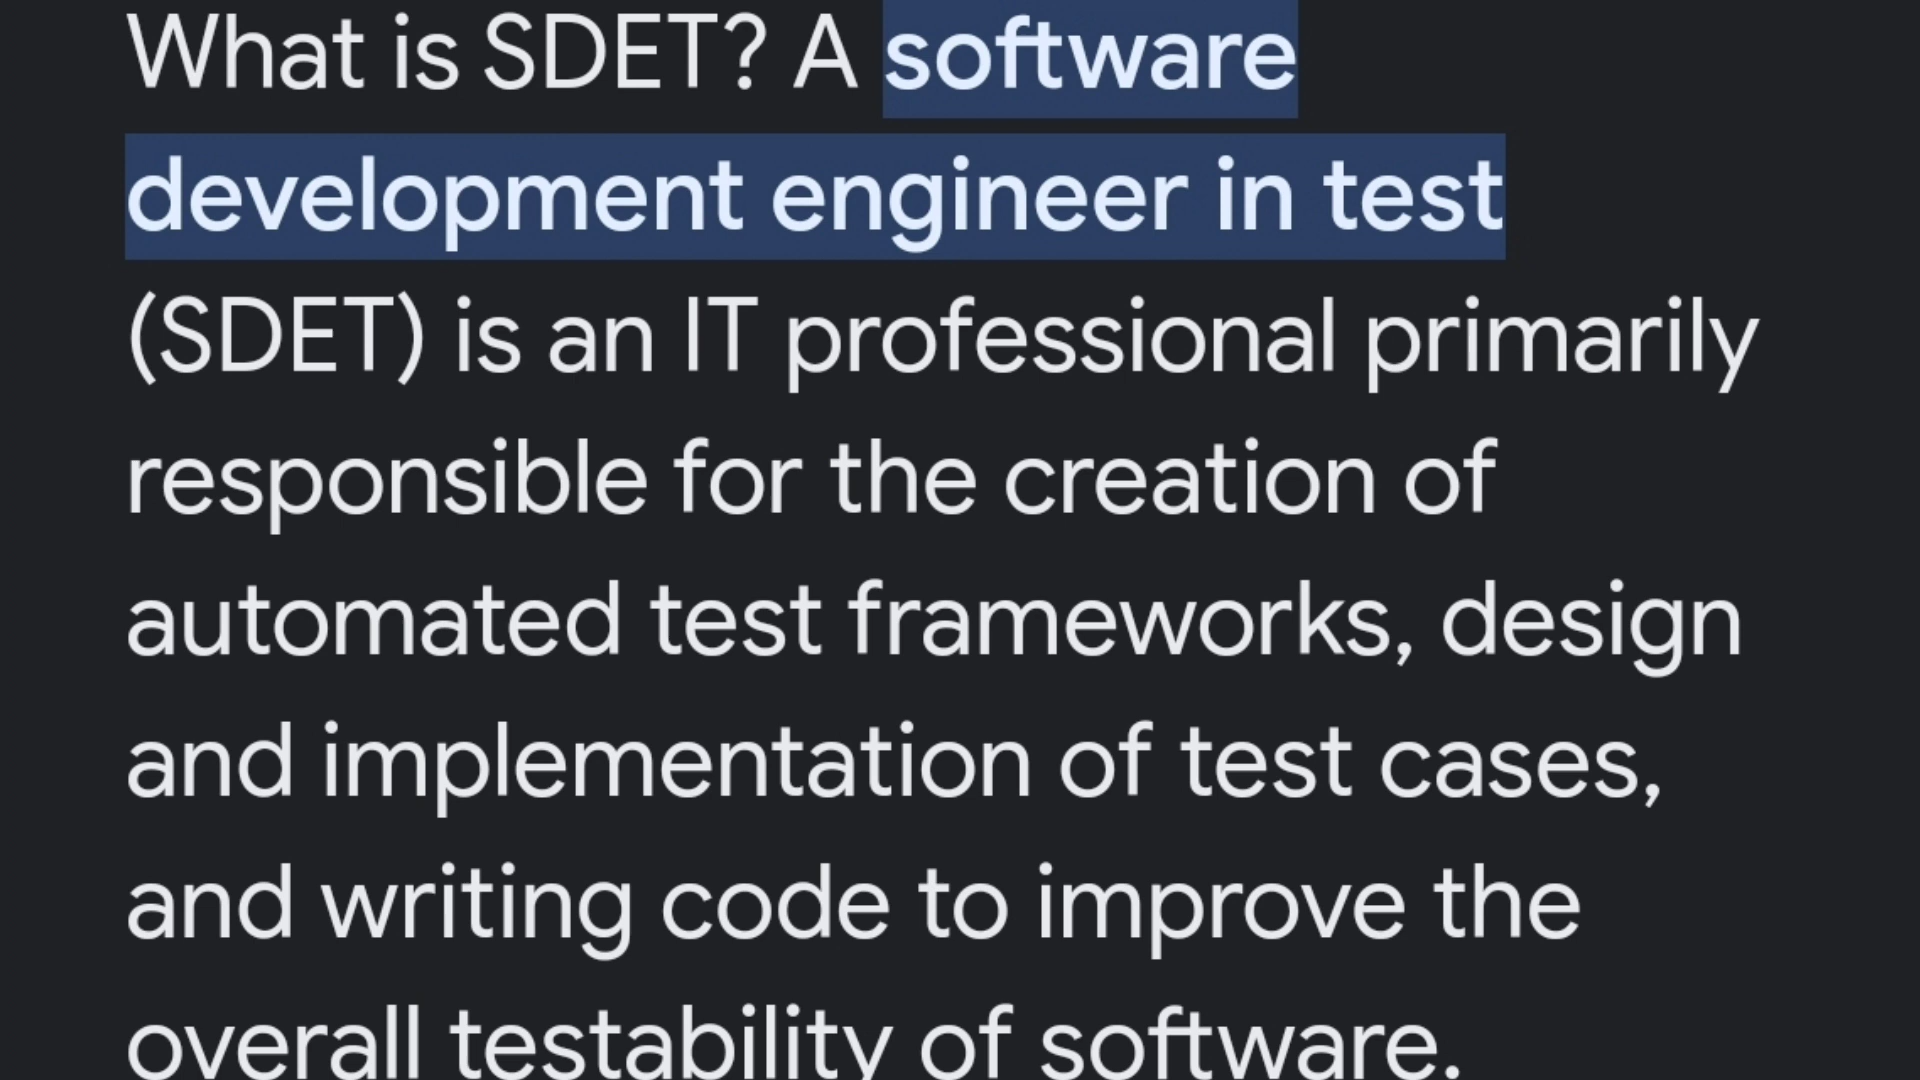 What is SDET? A software
development engineer in test
(SDET) is an IT professional primarily
responsible for the creation of
automated test frameworks, design
and implementation of test cases,
and writing code to improve the
overall testability of software.